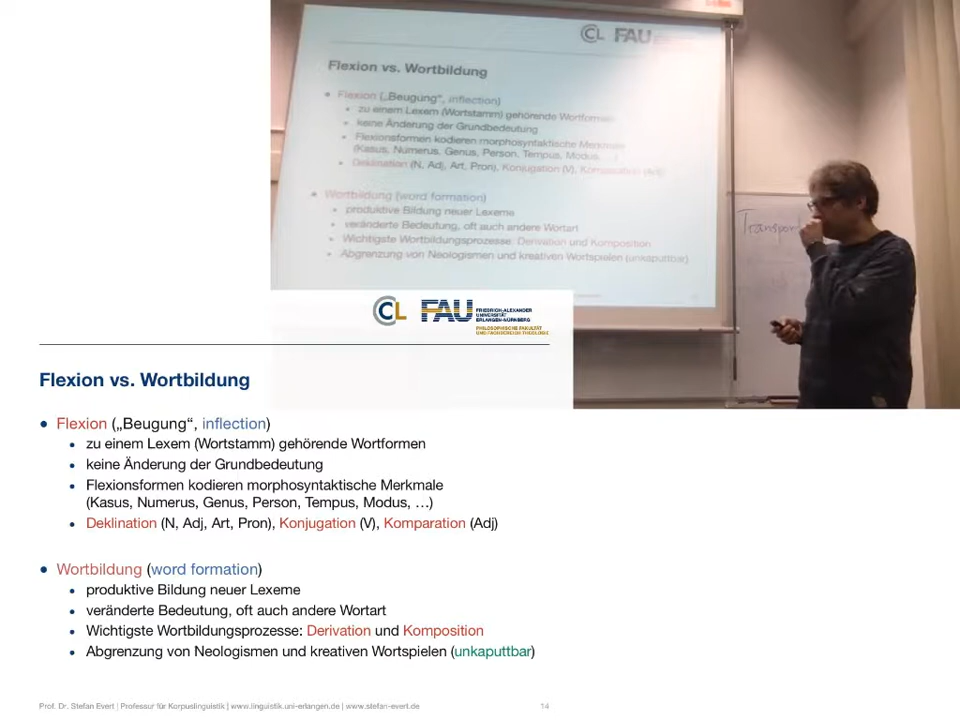 CL FAU
Flexion vs. Wortbildung
• Flexion („Beugung“, inflection)
• zu einem Lexem (Wortstamm) gehörende Wortformen
• keine Änderung der Grundbedeutung
• Flexionsformen kodieren morphosyntaktische Merkmale
(Kasus, Numerus, Genus, Person, Tempus, Modus, …)
• Deklination (N, Adj, Art, Pron), Konjugation (V), Komparation (Adj)
• Wortbildung (word formation)
• produktive Bildung neuer Lexeme
• veränderte Bedeutung, oft auch andere Wortart
• Wichtigste Wortbildungsprozesse: Derivation und Komposition
• Abgrenzung von Neologismen und kreativen Wortspielen (unkaputtbar)
Transpor
CL FAU FRIEDRICH-ALEXANDER
UNIVERSITÄT
ERLANGEN-NÜRNBERG
PHILOSOPHISCHE FAKULTÄT
UND FACHBEREICH THEOLOGIE
Flexion vs. Wortbildung
• Flexion („Beugung“, inflection)
• zu einem Lexem (Wortstamm) gehörende Wortformen
• keine Änderung der Grundbedeutung
• Flexionsformen kodieren morphosyntaktische Merkmale
(Kasus, Numerus, Genus, Person, Tempus, Modus, …)
• Deklination (N, Adj, Art, Pron), Konjugation (V), Komparation (Adj)
• Wortbildung (word formation)
• produktive Bildung neuer Lexeme
• veränderte Bedeutung, oft auch andere Wortart
• Wichtigste Wortbildungsprozesse: Derivation und Komposition
• Abgrenzung von Neologismen und kreativen Wortspielen (unkaputtbar)
Prof. Dr. Stefan Evert | Professur für Korpuslinguistik | www.linguistik.uni-erlangen.de | www.stefan-evert.de 14